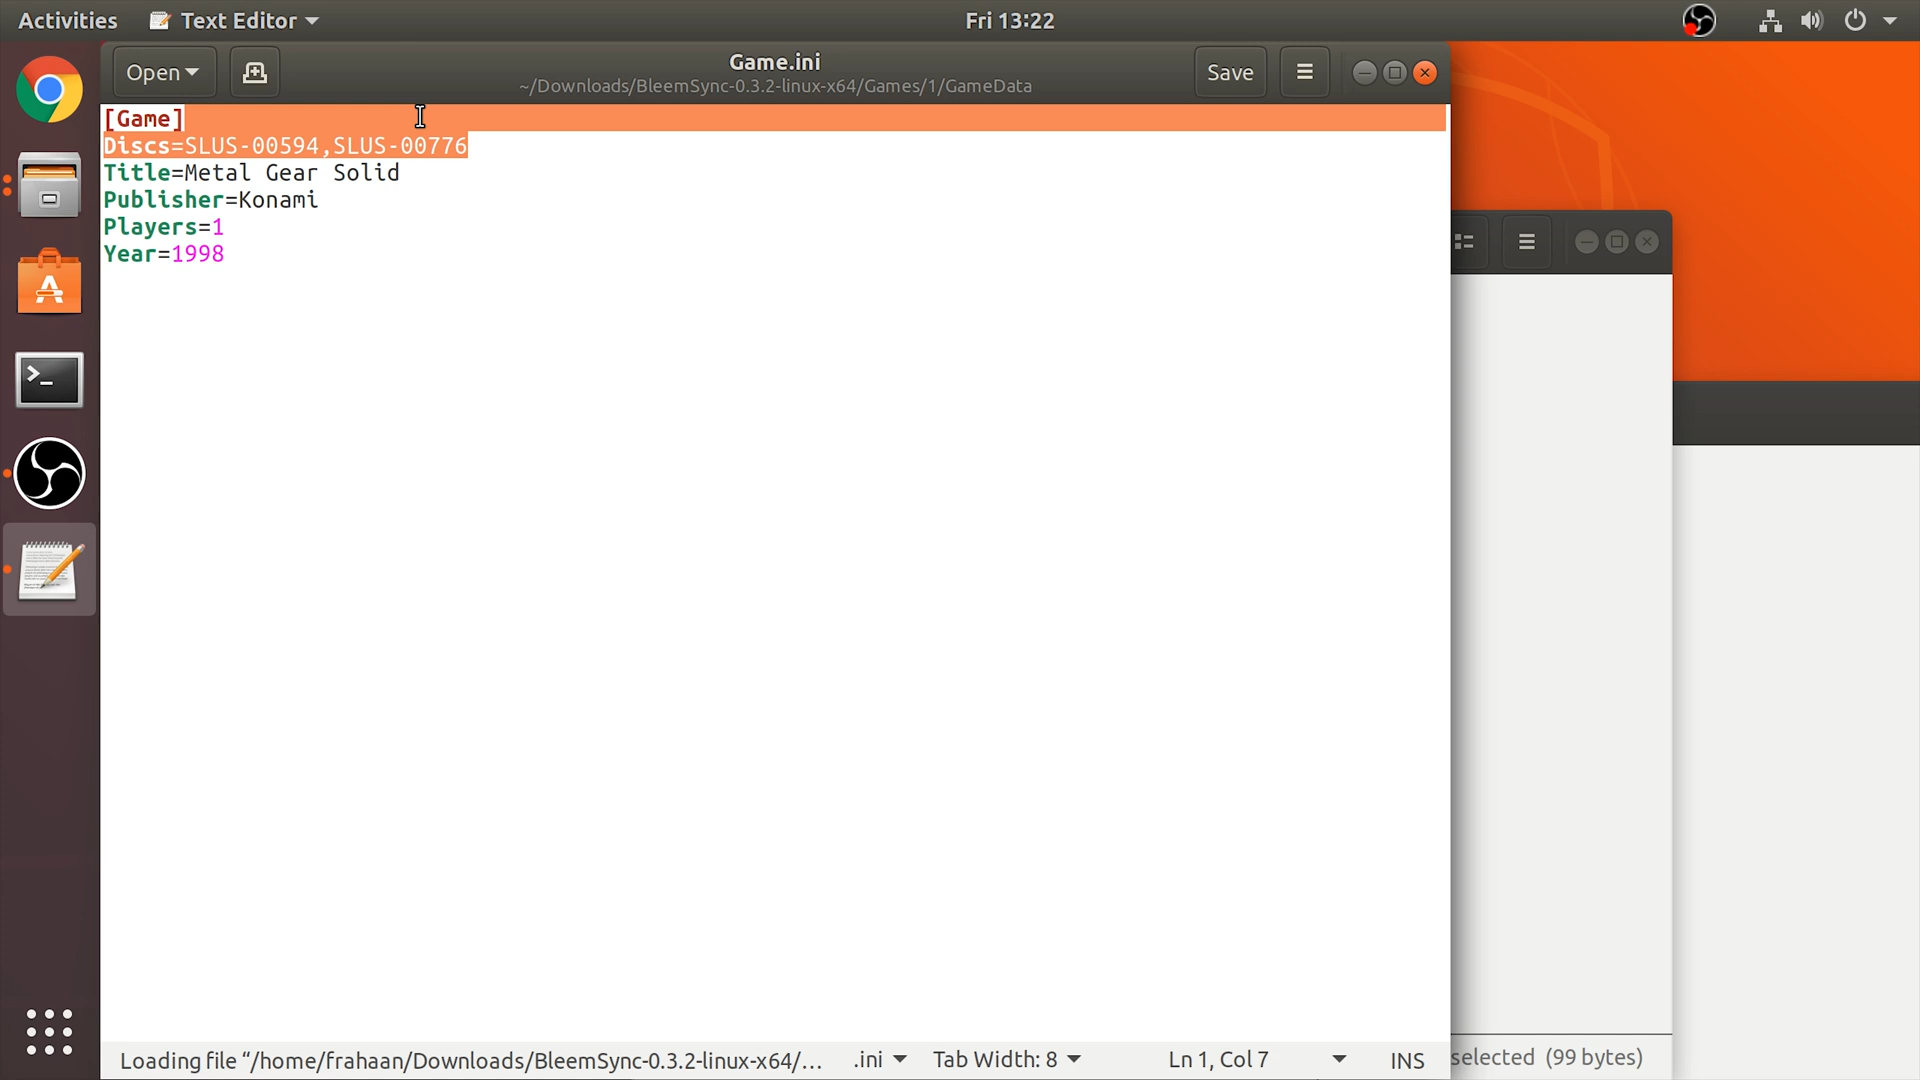 Activities Text Editor Fri 13:22
Open Game.ini Save
~/Downloads/BleemSync-0.3.2-linux-x64/Games/1/GameData
[Game]
Discs=SLUS-00594,SLUS-00776
Title=Metal Gear Solid
Publisher=Konami
Players=1
Year=1998
Loading file “/home/frahaan/Downloads/BleemSync-0.3.2-linux-x64/… .ini Tab Width: 8 Ln 1, Col 7 INS selected (99 bytes)